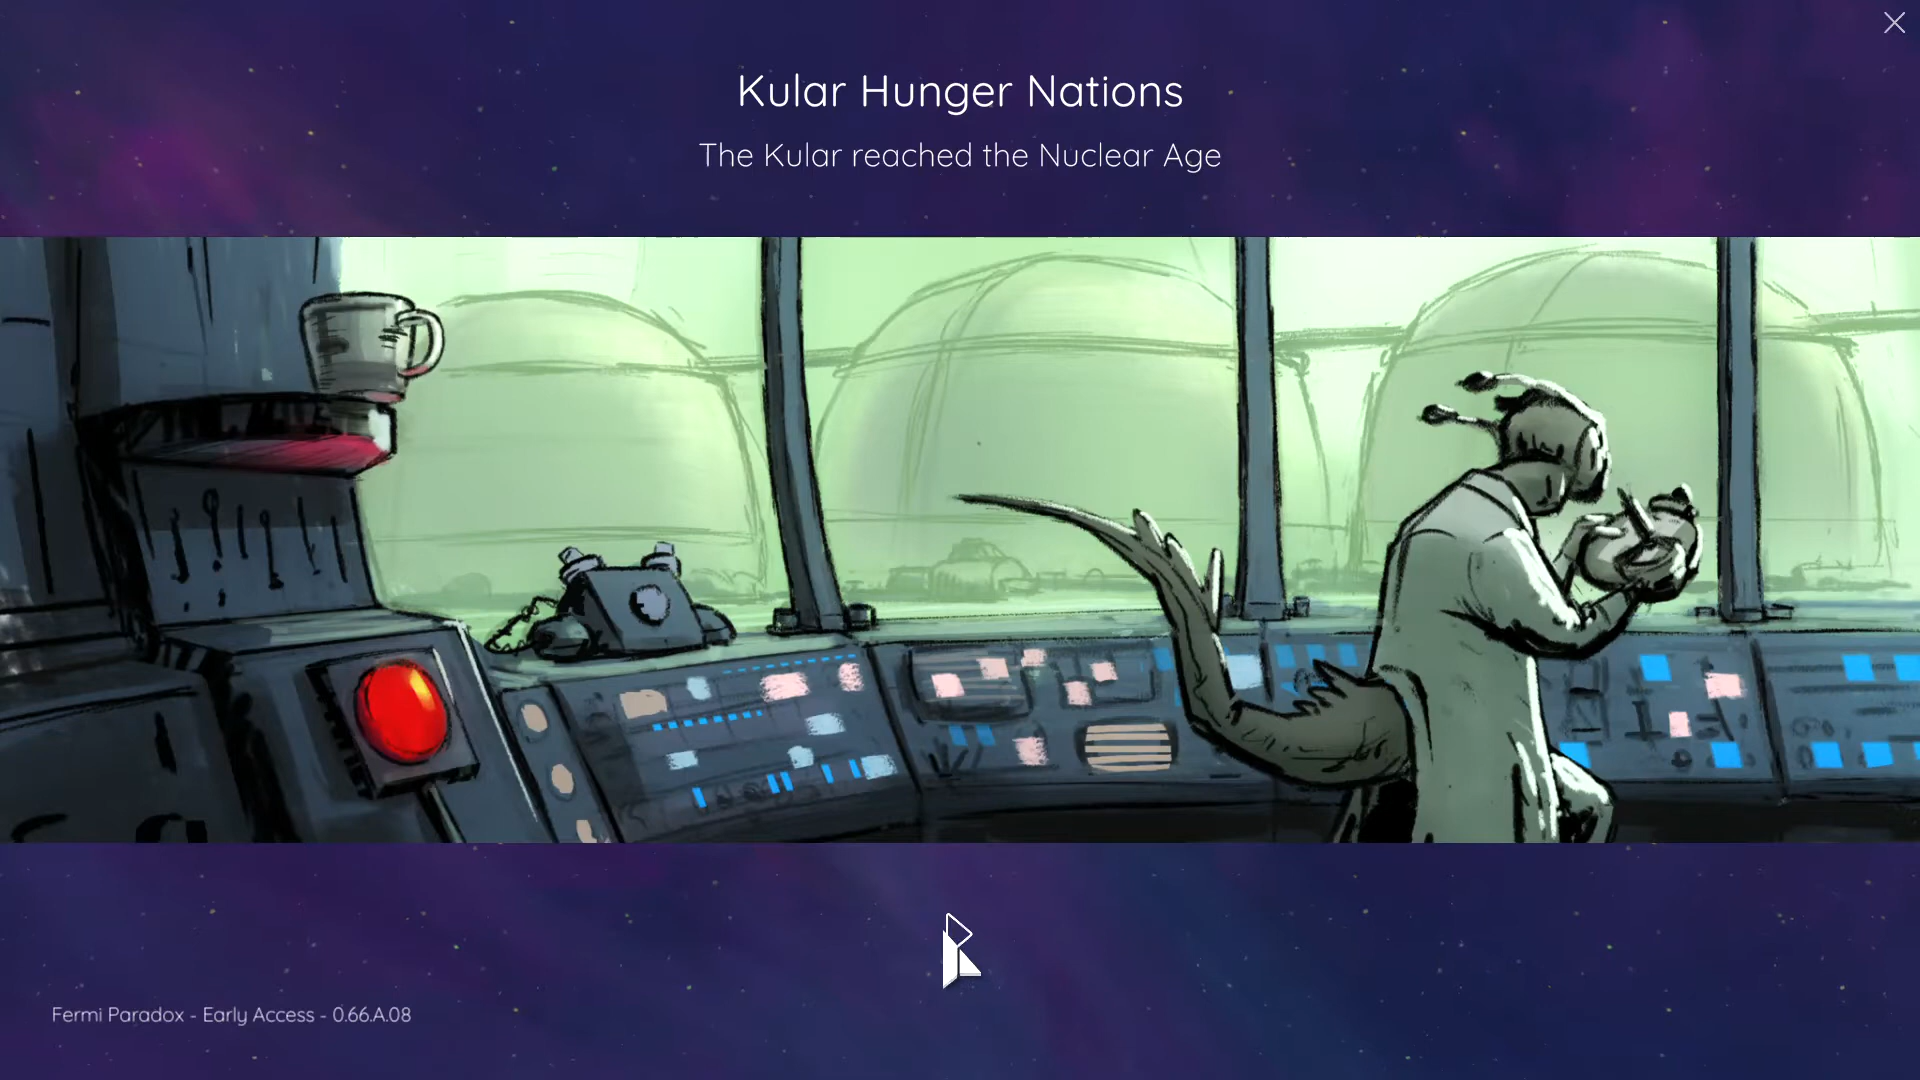 Kular Hunger Nations
The Kular reached the Nuclear Age
Fermi Paradox - Early Access - 0.66.A.08